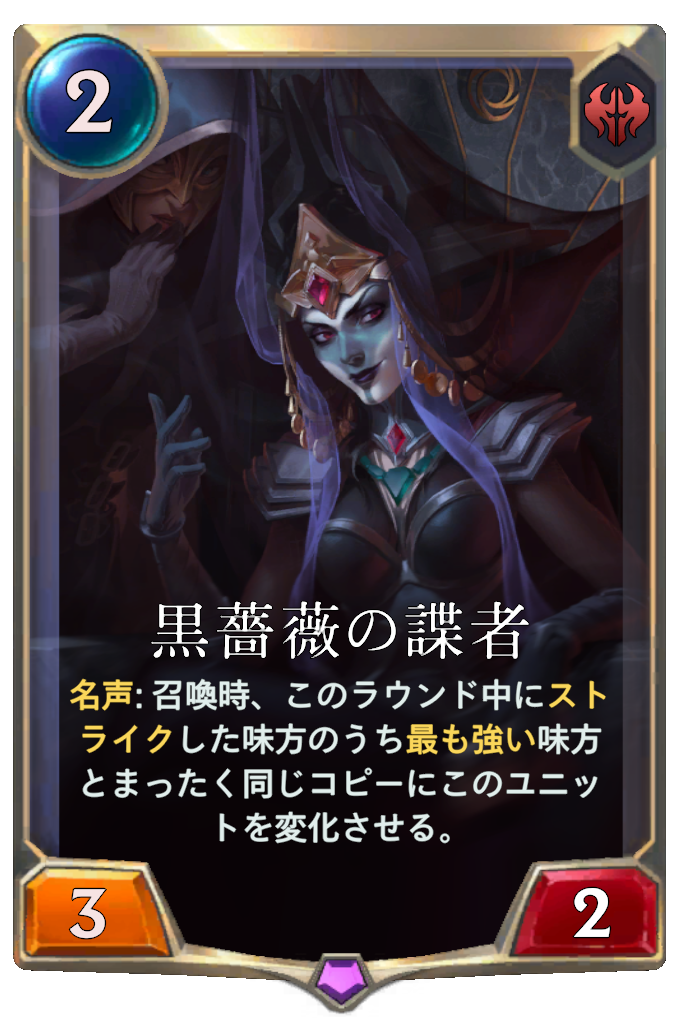 2
黒薔薇の諜者
名声: 召喚時、このラウンド中にスト
ライクした味方のうち最も強い味方
とまったく同じコピーにこのユニッ
トを変化させる。
3
2